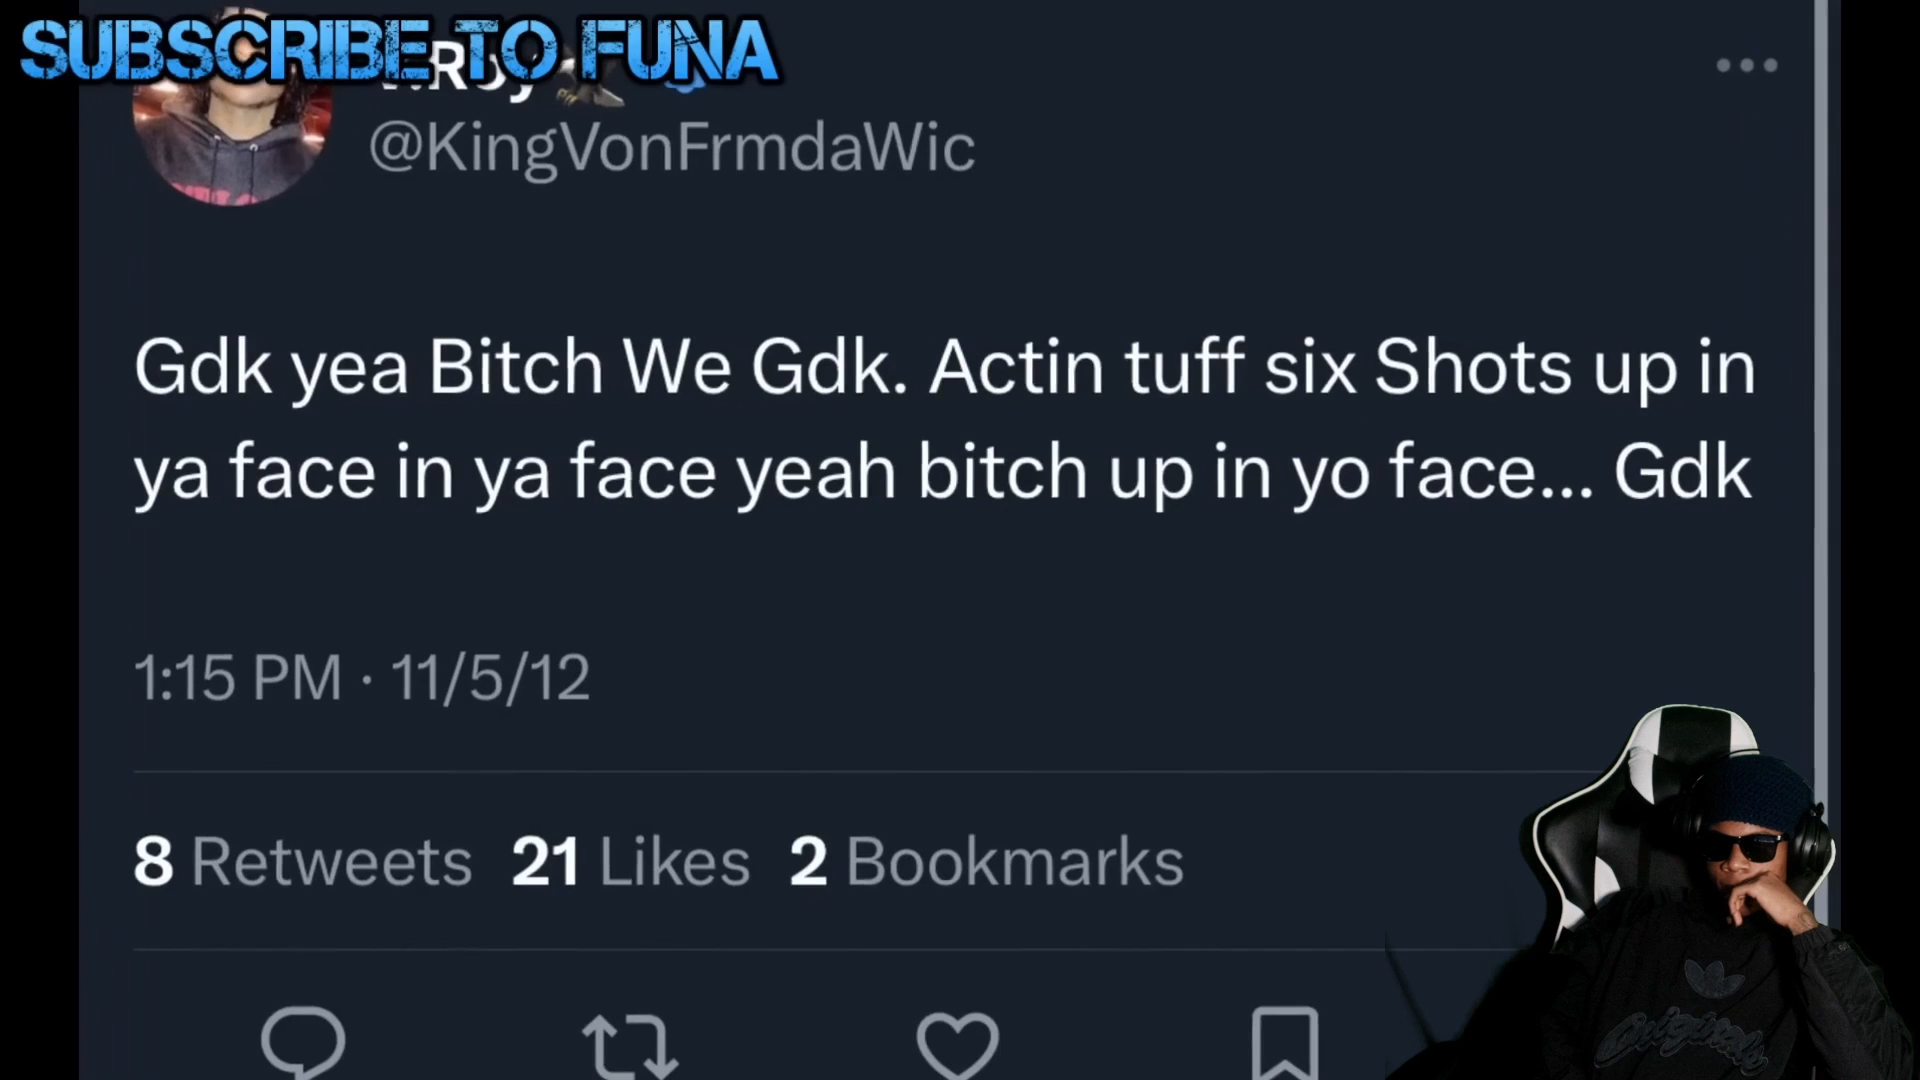 SUBSCRIBE TO FUNA
@KingVonFrmdaWic
Gdk yea Bitch We Gdk. Actin tuff six Shots up in
ya face in ya face yeah bitch up in yo face... Gdk
1:15 PM · 11/5/12
8 Retweets 21 Likes 2 Bookmarks
Originals